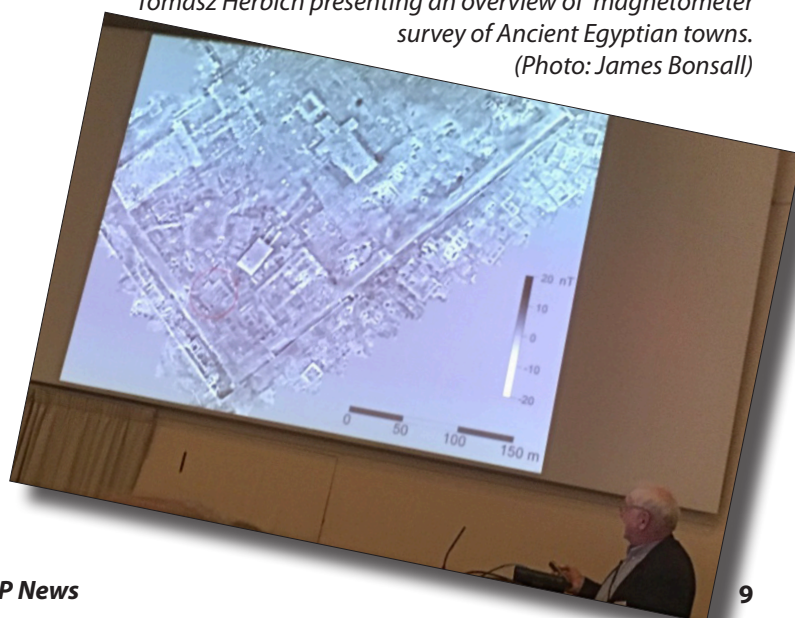 Tomasz Herbich presenting an overview of magnetometer
survey of Ancient Egyptian towns.
(Photo: James Bonsall)
20 nT
10
0
-10
-20
0
50
100
150 m
P News
9